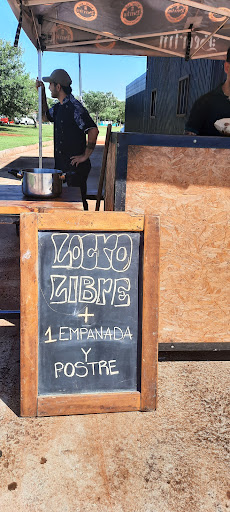 LOCRO
LIBRE
+
1 EMPANADA
Y
POSTRE